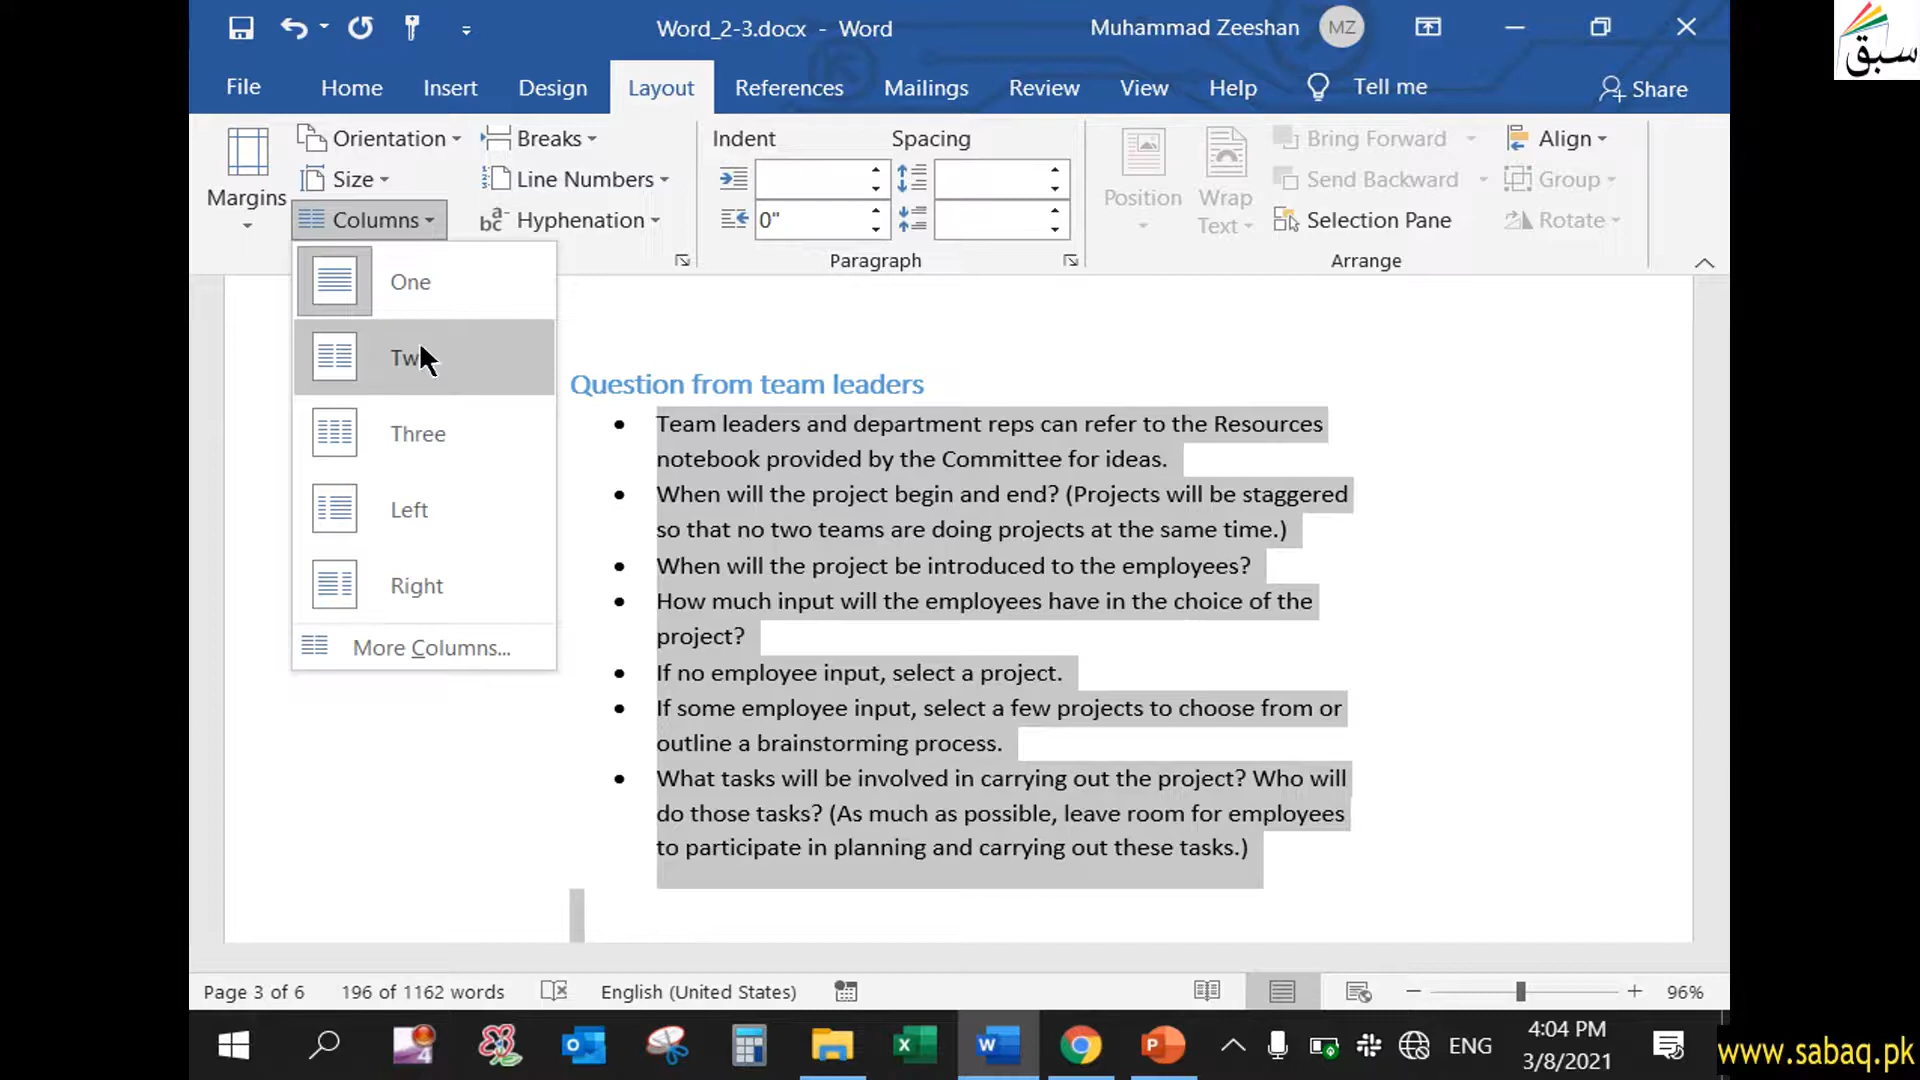 Word_2-3.docx - Word
Muhammad Zeeshan
MZ
سبق
File
Home
Insert
Design
Layout
References
Mailings
Review
View
Help
Tell me
Share
Margins
Orientation
Size
Columns
Breaks
Line Numbers
Hyphenation
Indent
Spacing
0"
Paragraph
Position
Wrap
Text
Bring Forward
Send Backward
Selection Pane
Align
Group
Rotate
Arrange
One
Three
Left
Right
More Columns...
Question from team leaders
• Team leaders and department reps can refer to the Resources
notebook provided by the Committee for ideas.
• When will the project begin and end? (Projects will be staggered
so that no two teams are doing projects at the same time.)
• When will the project be introduced to the employees?
• How much input will the employees have in the choice of the
project?
• If no employee input, select a project.
• If some employee input, select a few projects to choose from or
outline a brainstorming process.
• What tasks will be involved in carrying out the project? Who will
do those tasks? (As much as possible, leave room for employees
to participate in planning and carrying out these tasks.)
Page 3 of 6
196 of 1162 words
English (United States)
96%
ENG
4:04 PM
3/8/2021
www.sabaq.pk